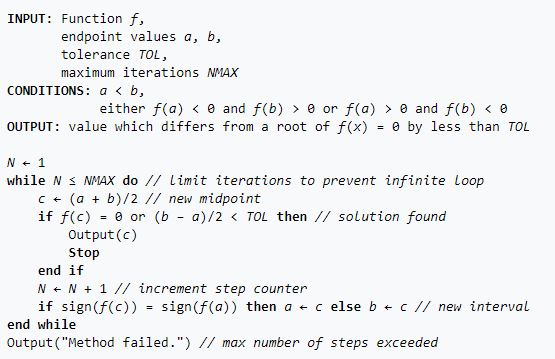 INPUT: Function f,
endpoint values a, b,
tolerance TOL,
maximum iterations NMAX
CONDITIONS: a < b,
either f(a) < 0 and f(b) > 0 or f(a) > 0 and f(b) < 0
OUTPUT: value which differs from a root of f(x) = 0 by less than TOL
N ← 1
while N ≤ NMAX do // limit iterations to prevent infinite loop
c ← (a + b)/2 // new midpoint
if f(c) = 0 or (b - a)/2 < TOL then // solution found
Output(c)
Stop
end if
N ← N + 1 // increment step counter
if sign(f(c)) = sign(f(a)) then a ← c else b ← c // new interval
end while
Output("Method failed.") // max number of steps exceeded